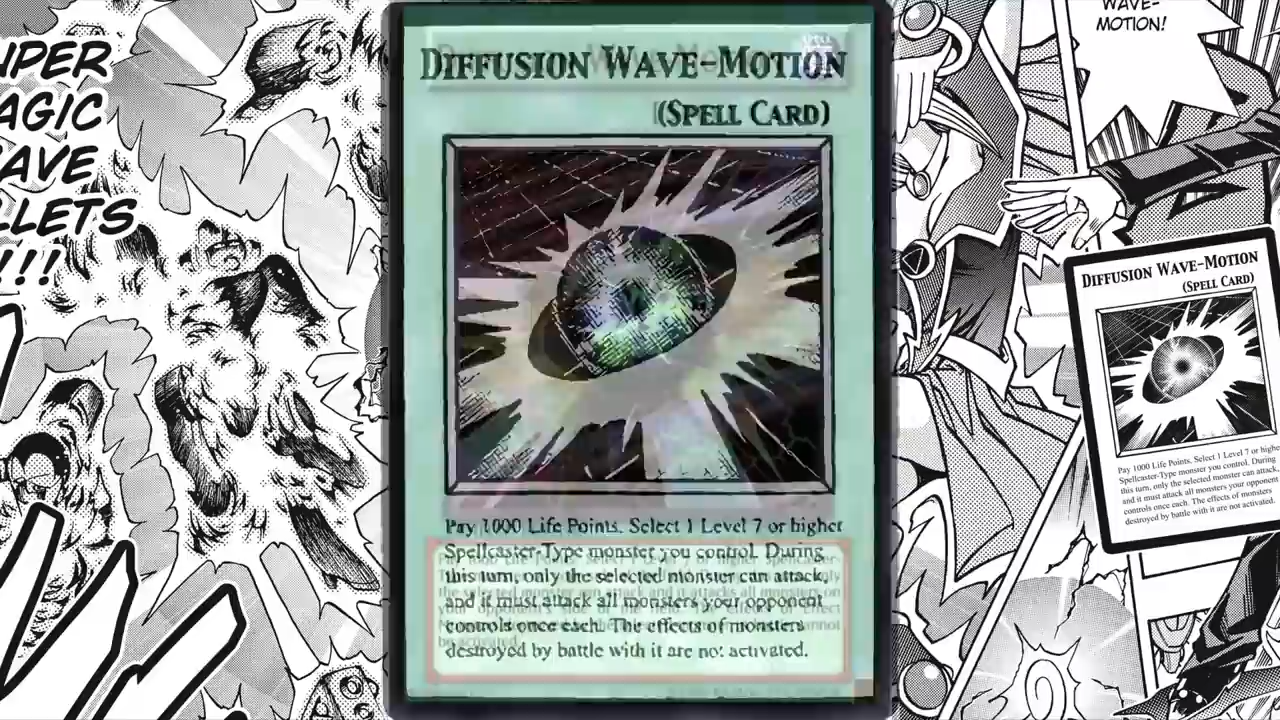 UPER
AGIC
AVE
LLETS
!!!
DIFFUSION WAVE-MOTION
(SPELL CARD)
Pay 1000 Life Points. Select 1 Level 7 or higher
Spellcaster-Type monster you control. During
this turn, only the selected monster can attack,
and it must attack all monsters your opponent
controls once each. The effects of monsters
destroyed by battle with it are not activated.
WAVE-
MOTION!
DIFFUSION WAVE-MOTION
(SPELL CARD)
Pay 1000 Life Points. Select 1 Level 7 or highe
Spellcaster-Type monster you control. During
this turn, only the selected monster can attack,
and it must attack all monsters your opponent
controls once each. The effects of monsters
destroyed by battle with it are not activated.